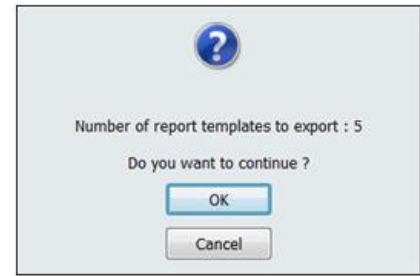 ?
Number of report templates to export : 5
Do you want to continue ?
OK
Cancel